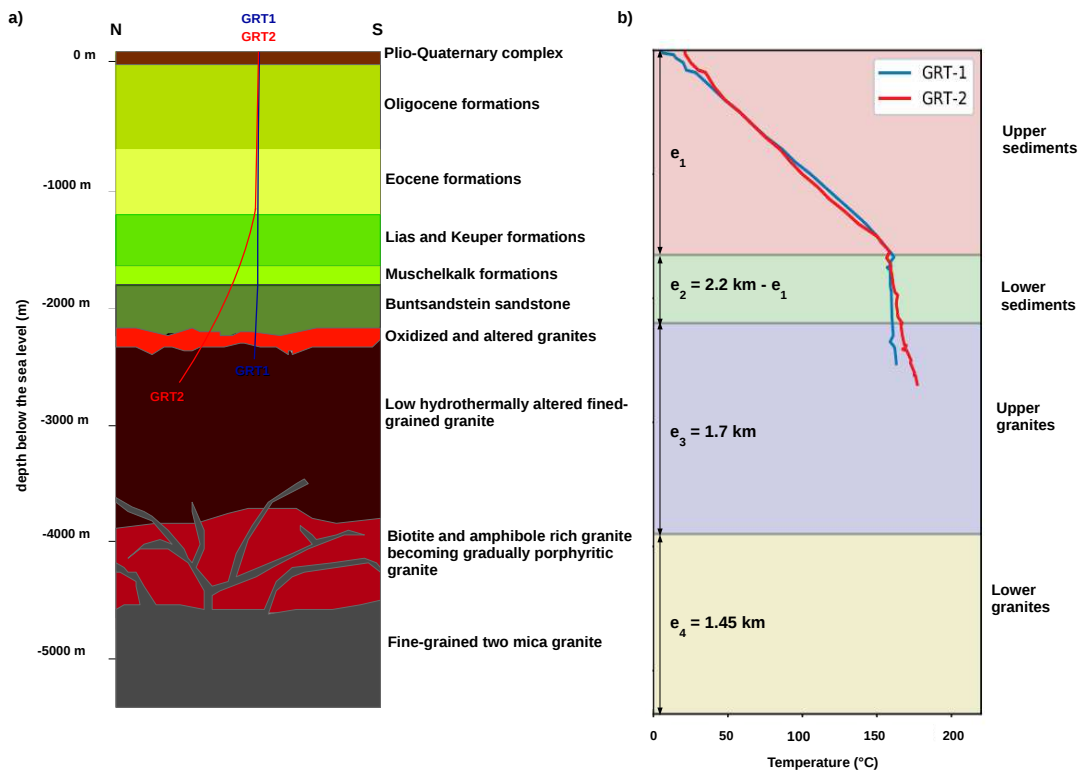 a)
N
GRT1
GRT2
S
0 m
-1000 m
-2000 m
-3000 m
-4000 m
-5000 m
depth below the sea level (m)
Plio-Quaternary complex
Oligocene formations
Eocene formations
Lias and Keuper formations
Muschelkalk formations
Buntsandstein sandstone
Oxidized and altered granites
Low hydrothermally altered fined-
grained granite
Biotite and amphibole rich granite
becoming gradually porphyritic
granite
Fine-grained two mica granite
GRT1
GRT2
b)
GRT-1
GRT-2
e1
e2 = 2.2 km - e1
e3 = 1.7 km
e4 = 1.45 km
Upper
sediments
Lower
sediments
Upper
granites
Lower
granites
0 50 100 150 200
Temperature (°C)